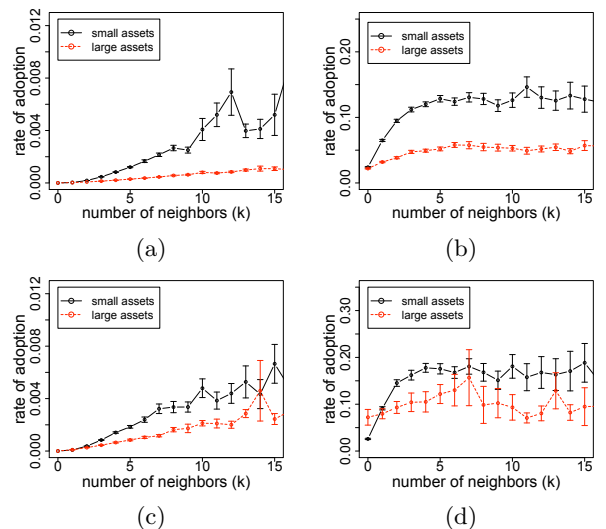 0.012
0.008
0.004
0.000
rate of adoption
small assets
large assets
0 5 10 15
number of neighbors (k)
(a)
0.20
0.10
0.00
rate of adoption
small assets
large assets
0 5 10 15
number of neighbors (k)
(b)
0.012
0.008
0.004
0.000
rate of adoption
small assets
large assets
0 5 10 15
number of neighbors (k)
(c)
0.30
0.20
0.10
0.00
rate of adoption
small assets
large assets
0 5 10 15
number of neighbors (k)
(d)